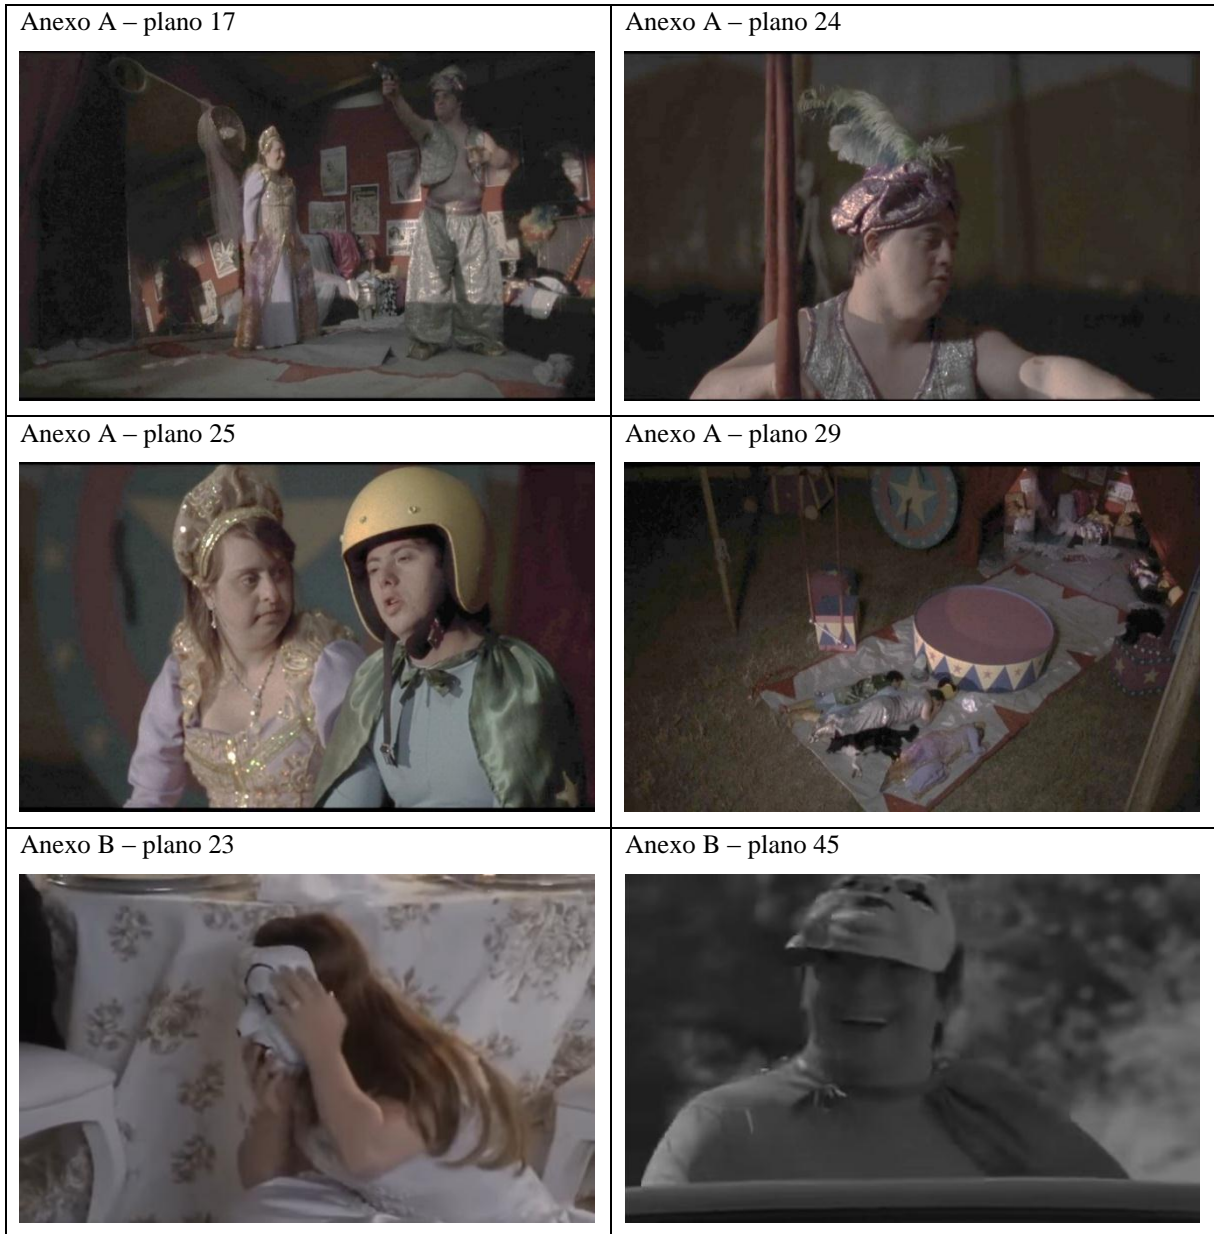 Anexo A – plano 17
Anexo A – plano 24
Anexo A – plano 25
Anexo A – plano 29
Anexo B – plano 23
Anexo B – plano 45